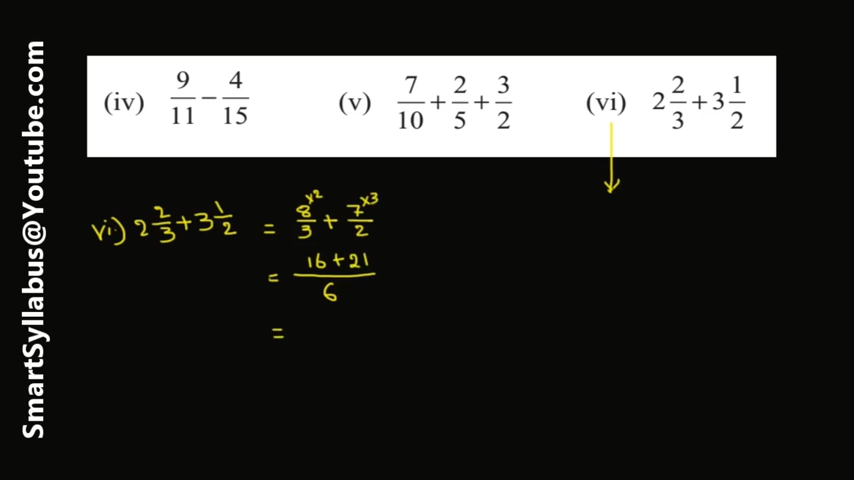 SmartSyllabus@Youtube.com
(iv) 9/11 − 4/15 (v) 7/10 + 2/5 + 3/2 (vi) 2 2/3 + 3 1/2
vi.) 2 2/3 + 3 1/2 = 8/3 ×2 + 7/2 ×3
= 16 + 21 / 6
=